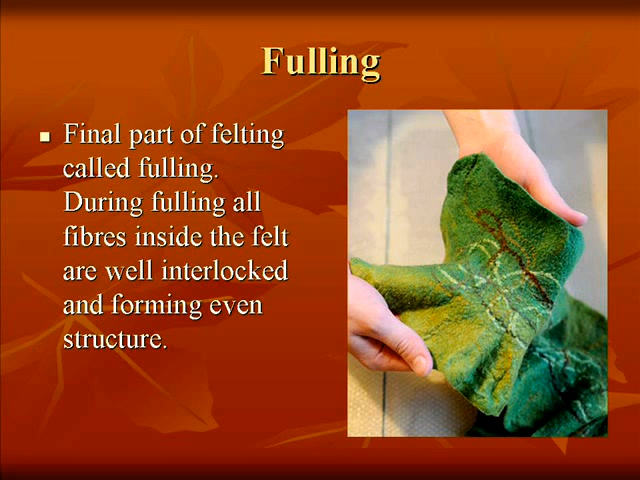 Fulling
Final part of felting
called fulling.
During fulling all
fibres inside the felt
are well interlocked
and forming even
structure.